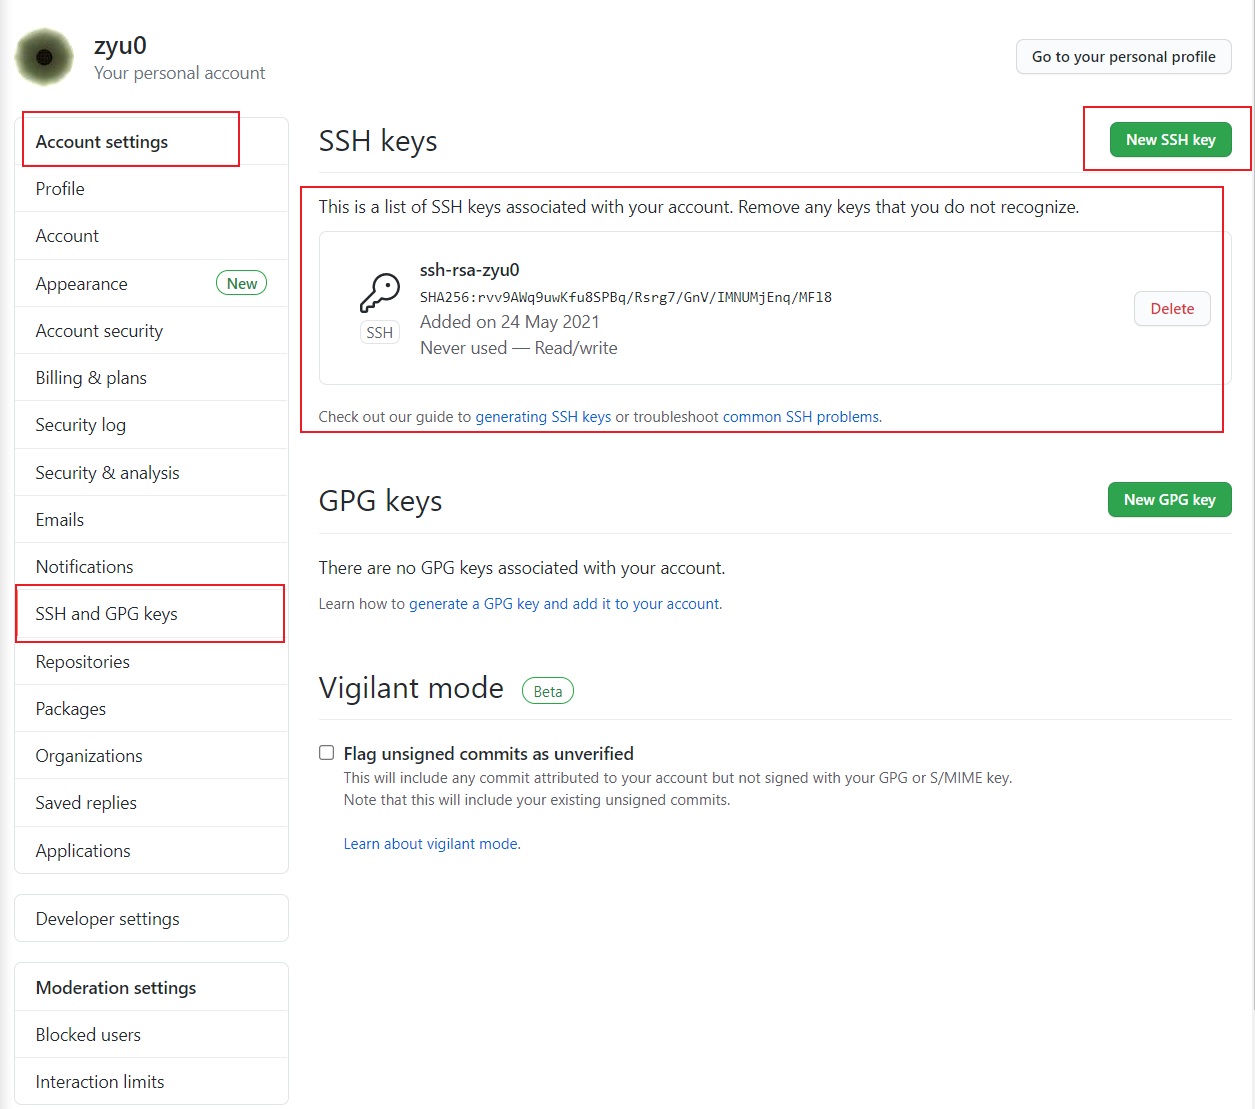 zyu0
Your personal account
Go to your personal profile
Account settings
Profile
Account
Appearance
New
Account security
Billing & plans
Security log
Security & analysis
Emails
Notifications
SSH and GPG keys
Repositories
Packages
Organizations
Saved replies
Applications
Developer settings
Moderation settings
Blocked users
Interaction limits
SSH keys
New SSH key
This is a list of SSH keys associated with your account. Remove any keys that you do not recognize.
SSH
ssh-rsa-zyu0
SHA256:rvv9AWq9uwKfu8SPBq/Rsrg7/GnV/IMNUMjEnq/MFl8
Added on 24 May 2021
Never used — Read/write
Delete
Check out our guide to generating SSH keys or troubleshoot common SSH problems.
GPG keys
New GPG key
There are no GPG keys associated with your account.
Learn how to generate a GPG key and add it to your account.
Vigilant mode
Beta
Flag unsigned commits as unverified
This will include any commit attributed to your account but not signed with your GPG or S/MIME key.
Note that this will include your existing unsigned commits.
Learn about vigilant mode.